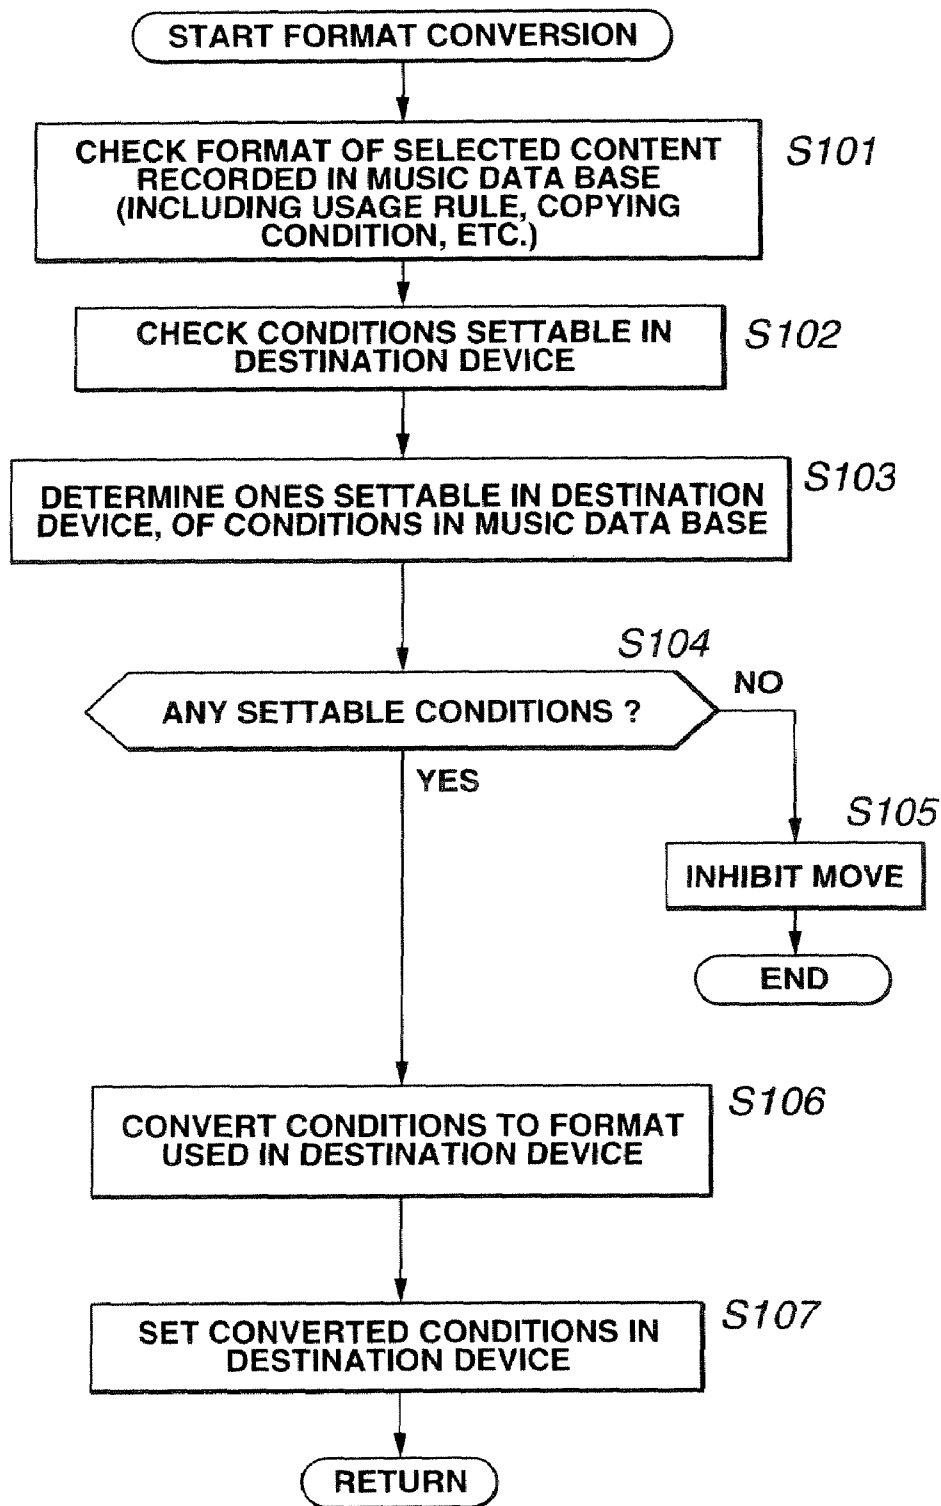 START FORMAT CONVERSION
CHECK FORMAT OF SELECTED CONTENT
RECORDED IN MUSIC DATA BASE
(INCLUDING USAGE RULE, COPYING
CONDITION, ETC.)
S101
CHECK CONDITIONS SETTABLE IN
DESTINATION DEVICE
S102
DETERMINE ONES SETTABLE IN DESTINATION
DEVICE, OF CONDITIONS IN MUSIC DATA BASE
S103
S104
ANY SETTABLE CONDITIONS ?
NO
YES
S105
INHIBIT MOVE
END
CONVERT CONDITIONS TO FORMAT
USED IN DESTINATION DEVICE
S106
SET CONVERTED CONDITIONS IN
DESTINATION DEVICE
S107
RETURN